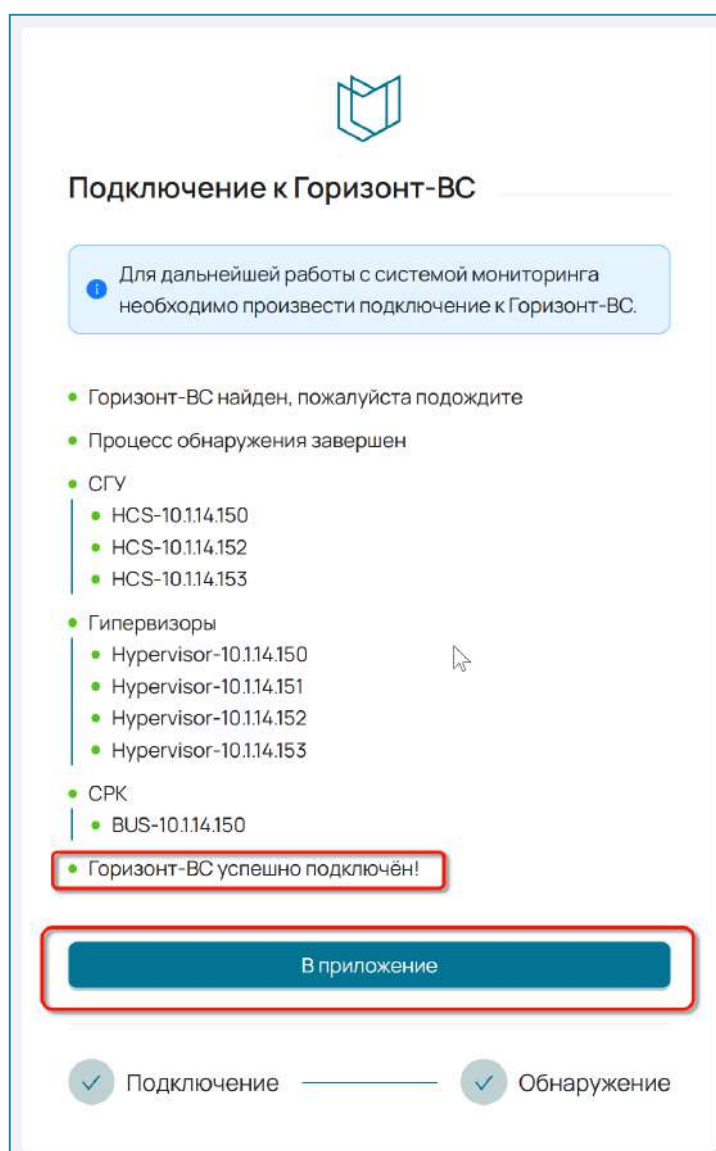 Подключение к Горизонт-ВС
Для дальнейшей работы с системой мониторинга
необходимо произвести подключение к Горизонт-ВС.
Горизонт-ВС найден, пожалуйста подождите
Процесс обнаружения завершен
СГУ
HCS-10.1.14.150
HCS-10.1.14.152
HCS-10.1.14.153
Гипервизоры
Hypervisor-10.1.14.150
Hypervisor-10.1.14.151
Hypervisor-10.1.14.152
Hypervisor-10.1.14.153
СРК
BUS-10.1.14.150
Горизонт-ВС успешно подключён!
В приложение
Подключение Обнаружение